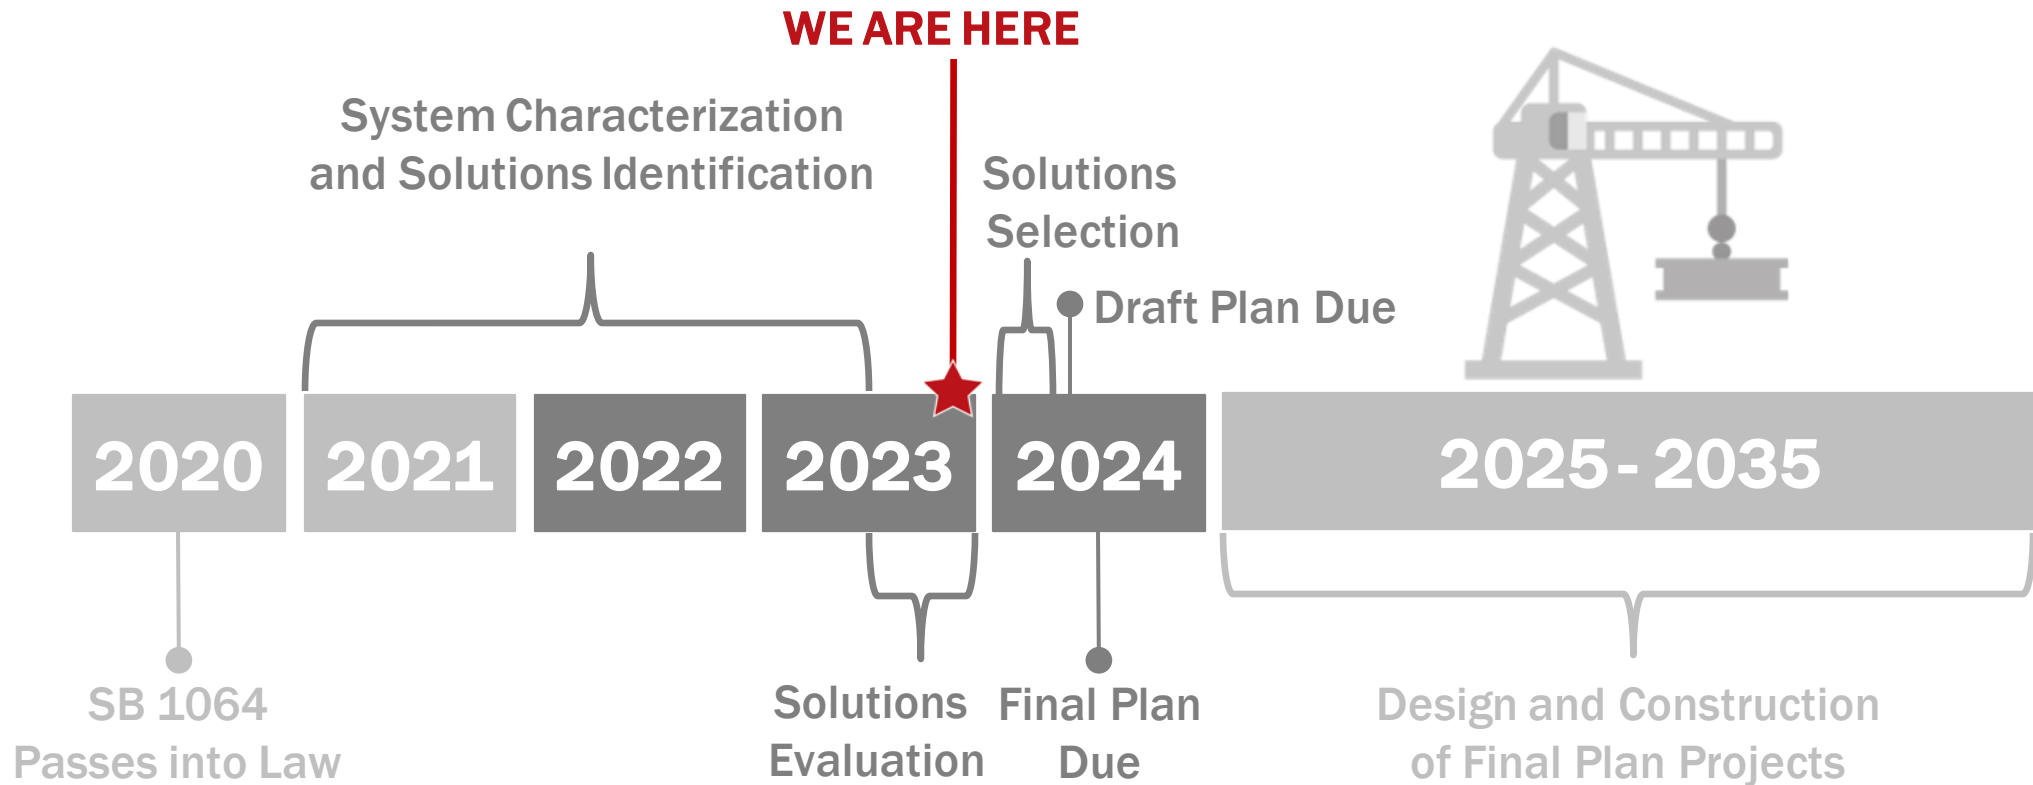 WE ARE HERE
System Characterization
and Solutions Identification
Solutions
Selection
Draft Plan Due
2020
2021
2022
2023
2024
2025 - 2035
SB 1064
Passes into Law
Solutions
Evaluation
Final Plan
Due
Design and Construction
of Final Plan Projects